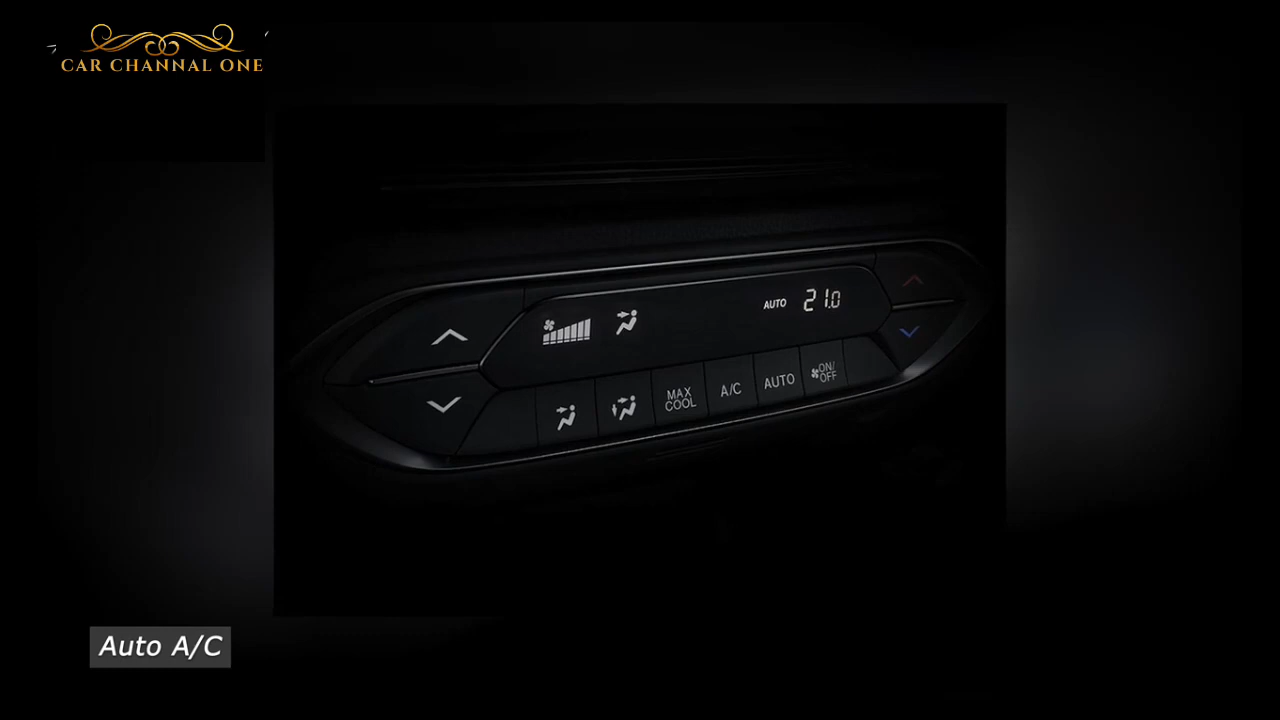 CAR CHANNAL ONE
AUTO 21.0
MAX
COOL
A/C
AUTO
ON/
OFF
Auto A/C